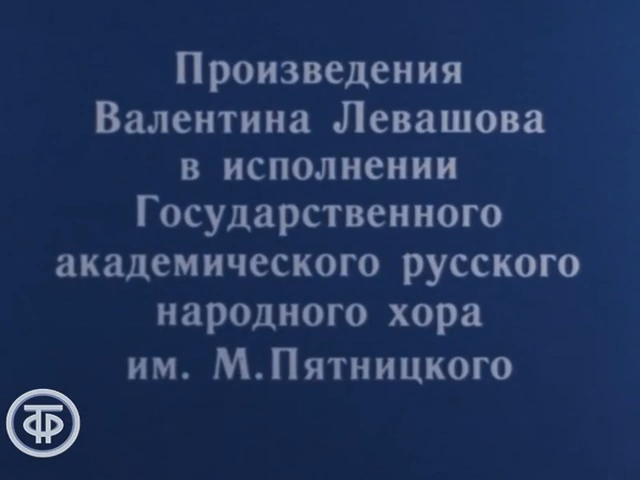 Произведения
Валентина Левашова
в исполнении
Государственного
академического русского
народного хора
им. М.Пятницкого